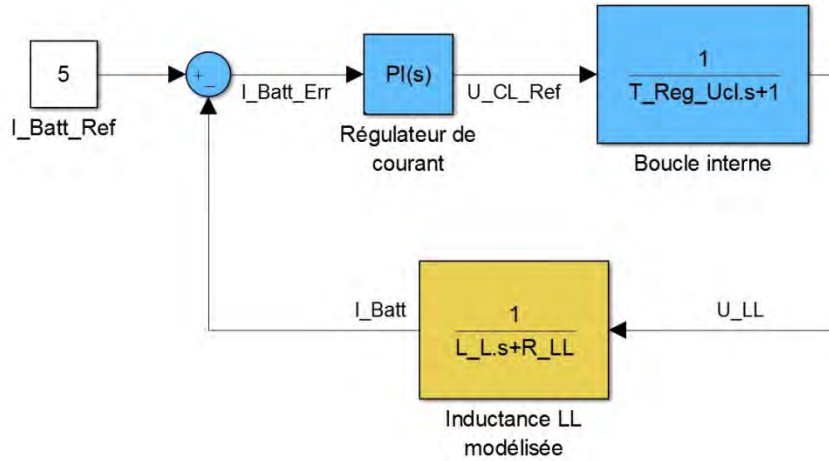 5
I_Batt_Ref
+
-
I_Batt_Err
PI(s)
Régulateur de
courant
U_CL_Ref
1
T_Reg_Ucl.s+1
Boucle interne
I_Batt
1
L_L.s+R_LL
Inductance LL
modélisée
U_LL